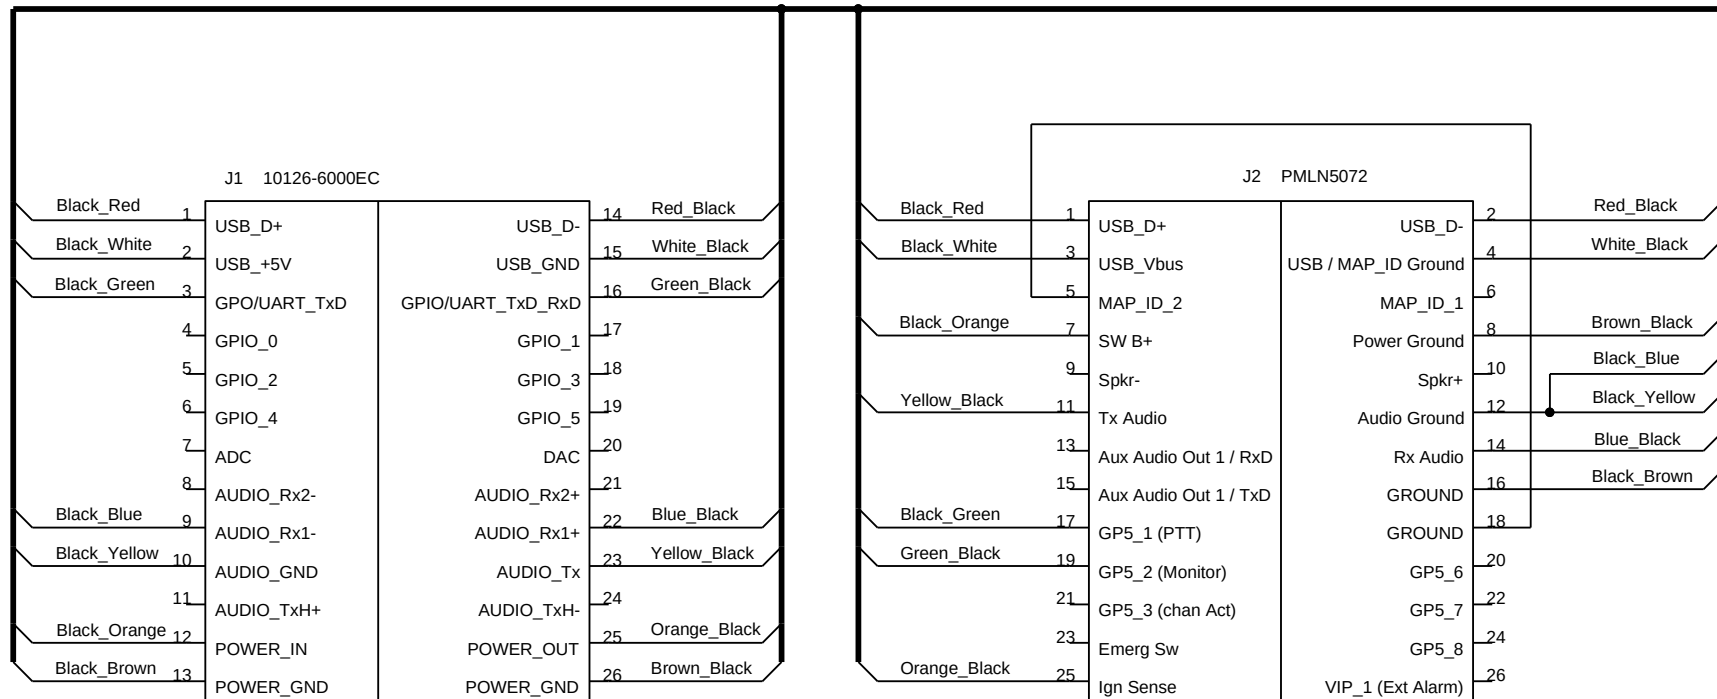 J1 10126-6000EC
Black_Red 1 USB_D+ USB_D- 14 Red_Black
Black_White 2 USB_+5V USB_GND 15 White_Black
Black_Green 3 GPO/UART_TxD GPIO/UART_TxD_RxD 16 Green_Black
4 GPIO_0 GPIO_1 17
5 GPIO_2 GPIO_3 18
6 GPIO_4 GPIO_5 19
7 ADC DAC 20
8 AUDIO_Rx2- AUDIO_Rx2+ 21
Black_Blue 9 AUDIO_Rx1- AUDIO_Rx1+ 22 Blue_Black
Black_Yellow 10 AUDIO_GND AUDIO_Tx 23 Yellow_Black
11 AUDIO_TxH+ AUDIO_TxH- 24
Black_Orange 12 POWER_IN POWER_OUT 25 Orange_Black
Black_Brown 13 POWER_GND POWER_GND 26 Brown_Black
J2 PMLN5072
Black_Red 1 USB_D+ USB_D- 2 Red_Black
Black_White 3 USB_Vbus USB / MAP_ID Ground 4 White_Black
5 MAP_ID_2 MAP_ID_1 6
Black_Orange 7 SW B+ Power Ground 8 Brown_Black
9 Spkr- Spkr+ 10 Black_Blue
Yellow_Black 11 Tx Audio Audio Ground 12 Black_Yellow
13 Aux Audio Out 1 / RxD Rx Audio 14 Blue_Black
15 Aux Audio Out 1 / TxD GROUND 16 Black_Brown
Black_Green 17 GP5_1 (PTT) GROUND 18
Green_Black 19 GP5_2 (Monitor) GP5_6 20
21 GP5_3 (chan Act) GP5_7 22
23 Emerg Sw GP5_8 24
Orange_Black 25 Ign Sense VIP_1 (Ext Alarm) 26